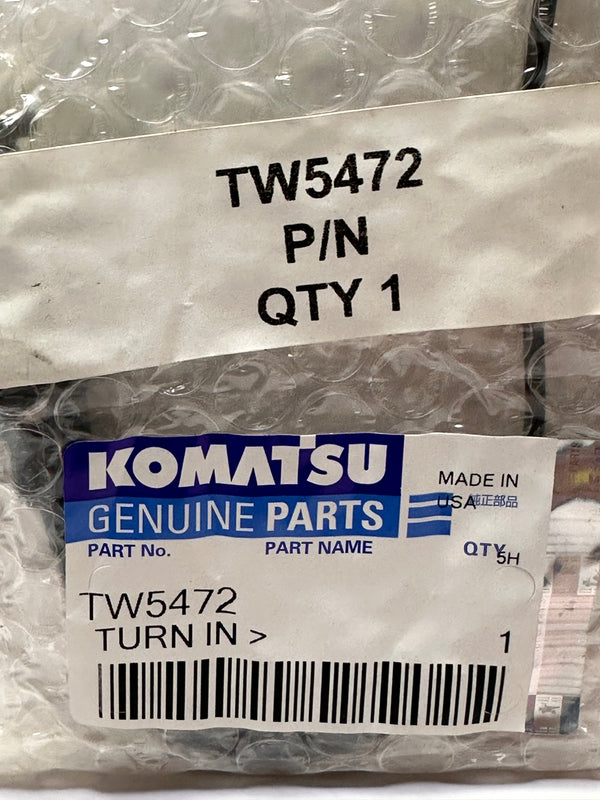 TW5472
P/N
QTY 1
KOMATSU
GENUINE PARTS
MADE IN
USA 純正部品
PART No. PART NAME QTY
5H
TW5472
TURN IN > 1